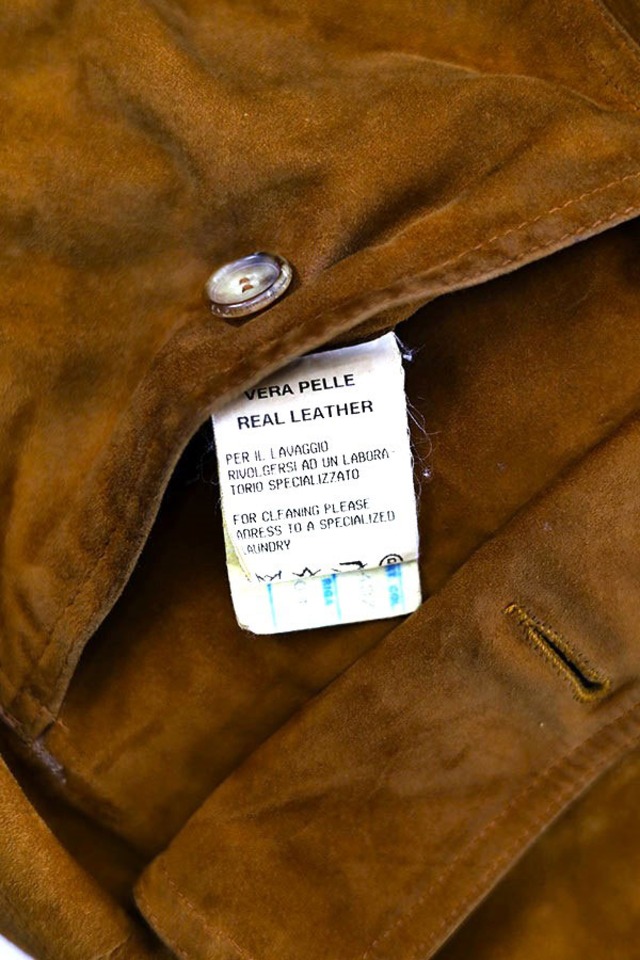 VERA PELLE
REAL LEATHER
PER IL LAVAGGIO
RIVOLGERSI AD UN LABORA-
TORIO SPECIALIZZATO
FOR CLEANING PLEASE
ADRESS TO A SPECIALIZED
LAUNDRY